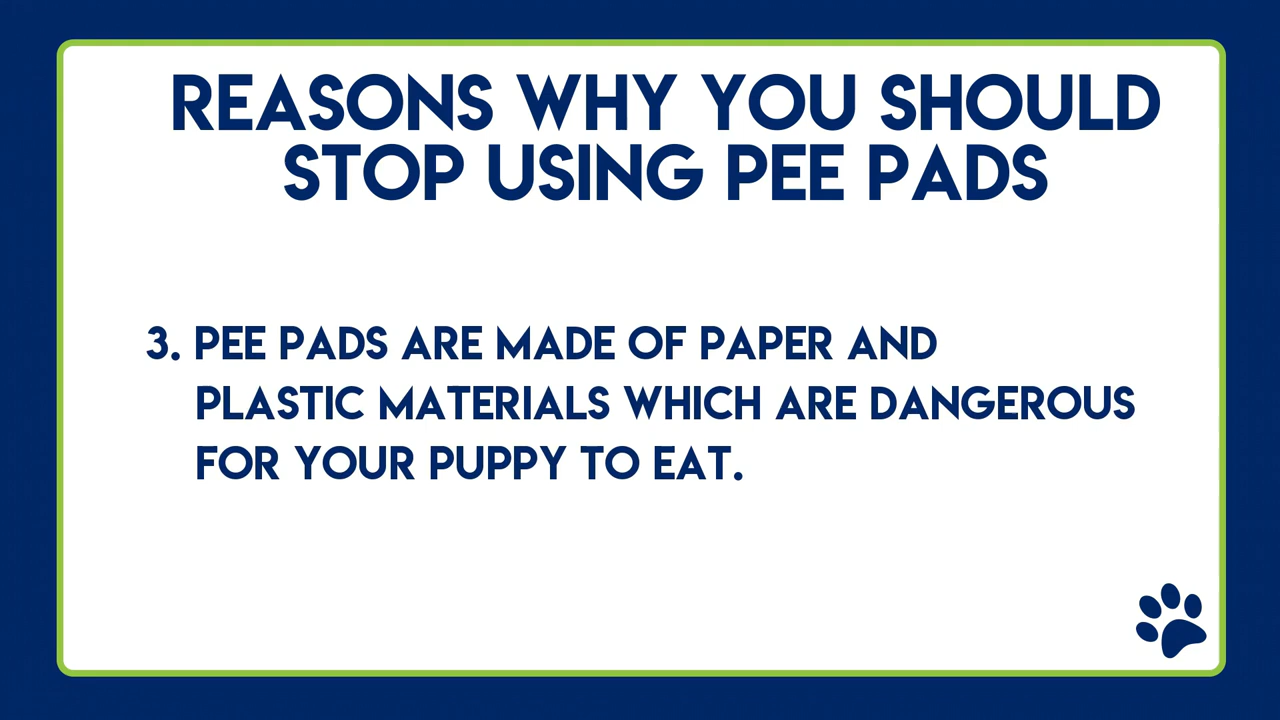 REASONS WHY YOU SHOULD
STOP USING PEE PADS
3. PEE PADS ARE MADE OF PAPER AND
PLASTIC MATERIALS WHICH ARE DANGEROUS
FOR YOUR PUPPY TO EAT.